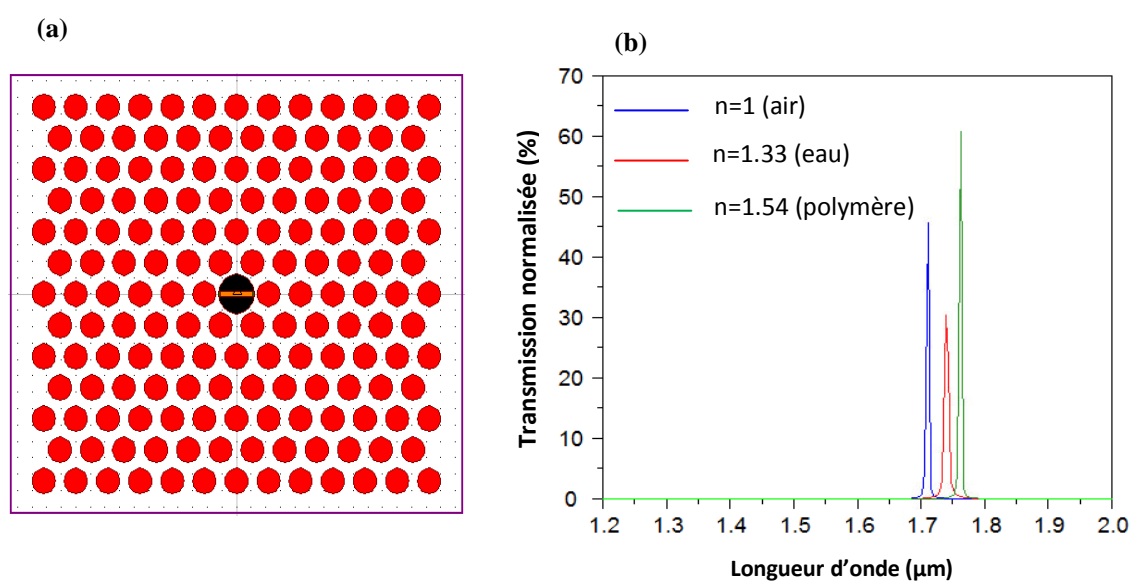 (a)
(b)
70
60
50
40
30
20
10
0
Transmission normalisée (%)
n=1 (air)
n=1.33 (eau)
n=1.54 (polymère)
1.2 1.3 1.4 1.5 1.6 1.7 1.8 1.9 2.0
Longueur d’onde (µm)